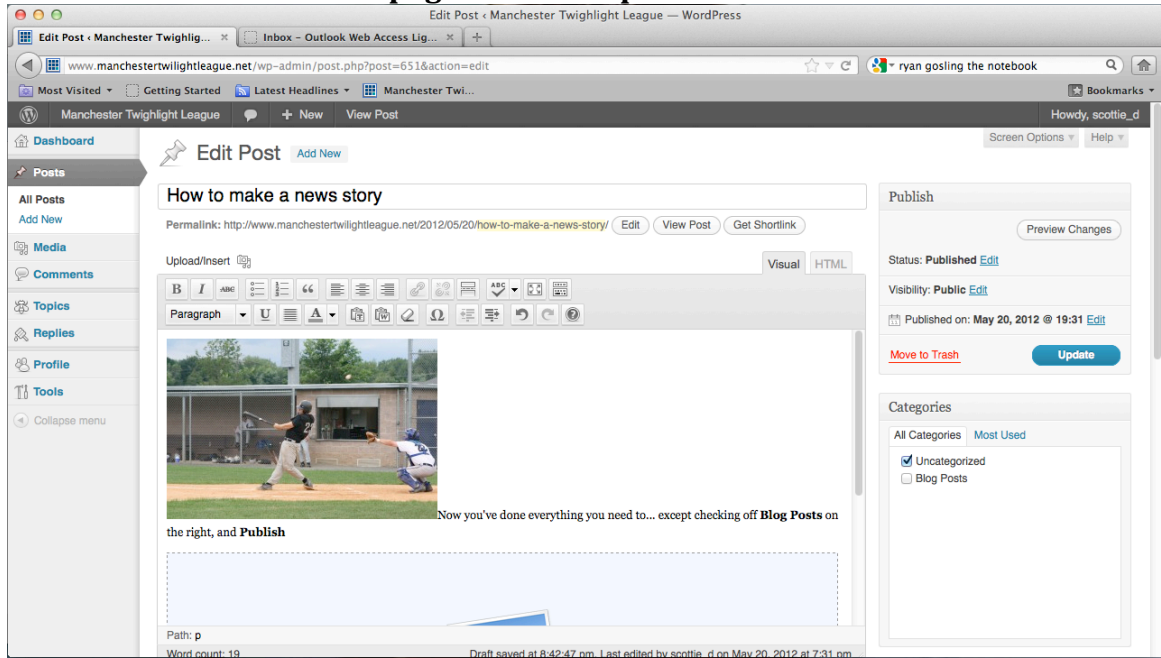 Edit Post ‹ Manchester Twighlight League — WordPress
Edit Post ‹ Manchester Twighlig...
Inbox – Outlook Web Access Lig...
www.manchestertwilightleague.net/wp-admin/post.php?post=651&action=edit
ryan gosling the notebook
Most Visited
Getting Started
Latest Headlines
Manchester Twi...
Bookmarks
Manchester Twighlight League
+ New
View Post
Howdy, scottie_d
Screen Options
Help
Dashboard
Posts
All Posts
Add New
Media
Comments
Topics
Replies
Profile
Tools
Collapse menu
Edit Post
Add New
How to make a news story
Permalink: http://www.manchestertwilightleague.net/2012/05/20/how-to-make-a-news-story/
Edit
View Post
Get Shortlink
Upload/Insert
Visual
HTML
B I ABC
ABC
Paragraph
U
A
T
W
Ω
Now you've done everything you need to... except checking off Blog Posts on
the right, and Publish
Path: p
Word count: 19
Draft saved at 8:42:47 pm. Last edited by scottie_d on May 20, 2012 at 7:31 pm
Publish
Preview Changes
Status: Published Edit
Visibility: Public Edit
Published on: May 20, 2012 @ 19:31 Edit
Move to Trash
Update
Categories
All Categories
Most Used
Uncategorized
Blog Posts